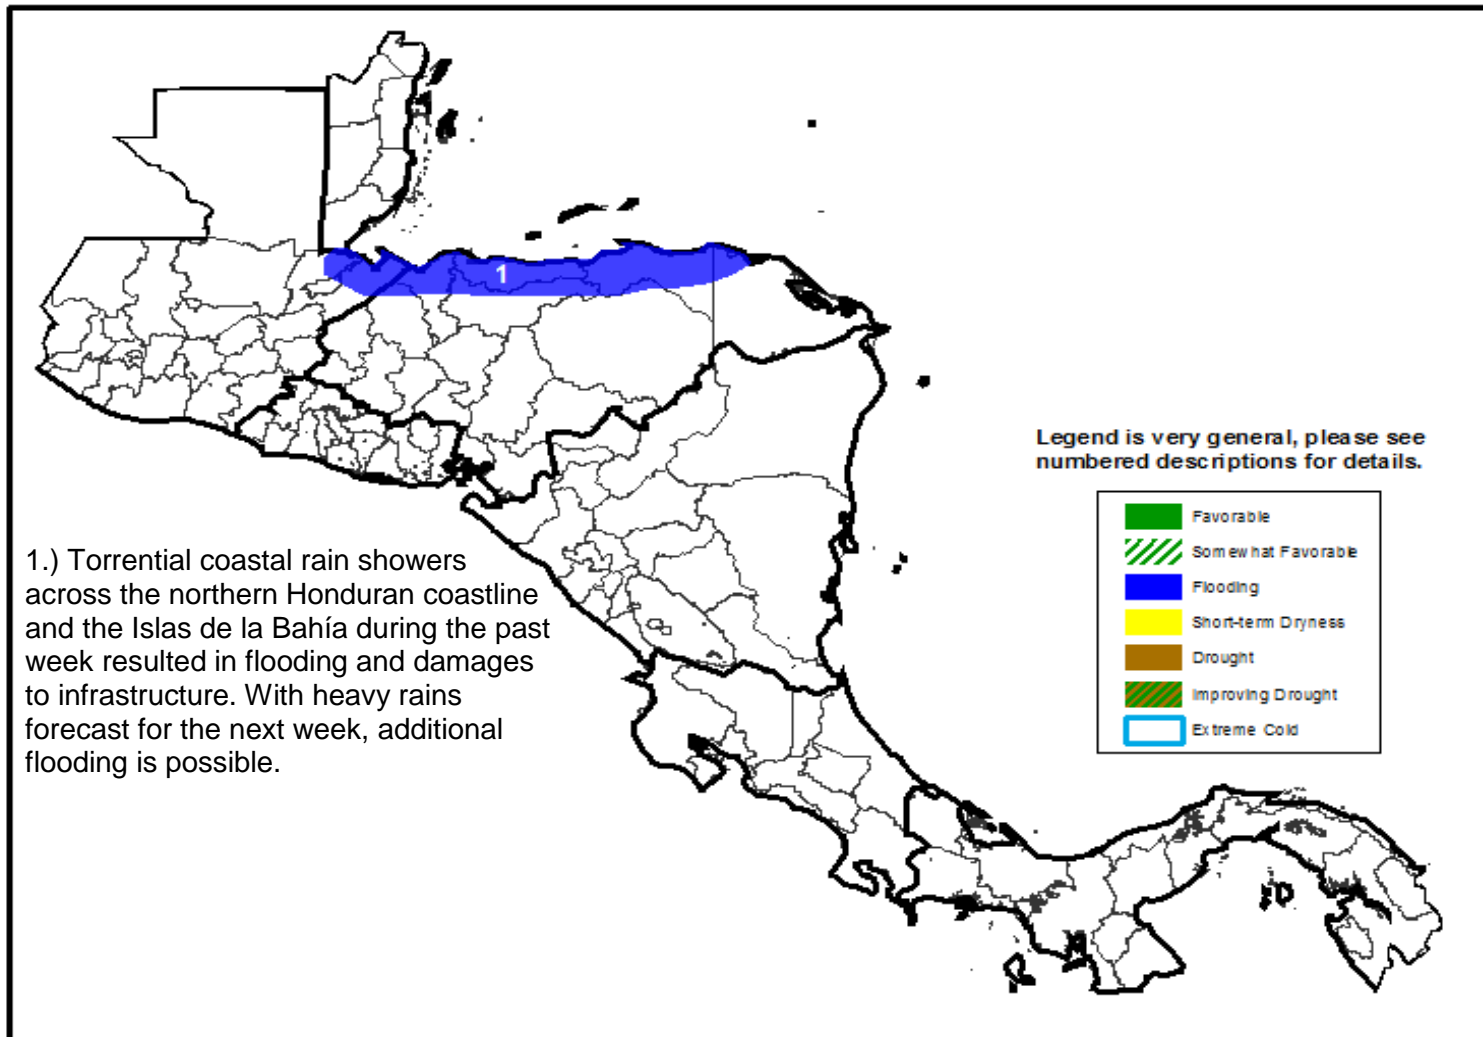 1
Legend is very general, please see
numbered descriptions for details.
Favorable
Somewhat Favorable
Flooding
Short-term Dryness
Drought
Improving Drought
Extreme Cold
1.) Torrential coastal rain showers
across the northern Honduran coastline
and the Islas de la Bahía during the past
week resulted in flooding and damages
to infrastructure. With heavy rains
forecast for the next week, additional
flooding is possible.